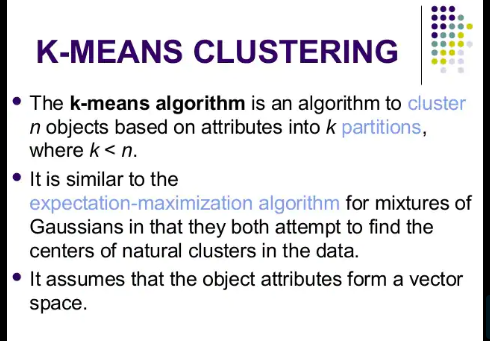 K-MEANS CLUSTERING
• The k-means algorithm is an algorithm to cluster
n objects based on attributes into k partitions,
where k < n.
• It is similar to the
expectation-maximization algorithm for mixtures of
Gaussians in that they both attempt to find the
centers of natural clusters in the data.
• It assumes that the object attributes form a vector
space.